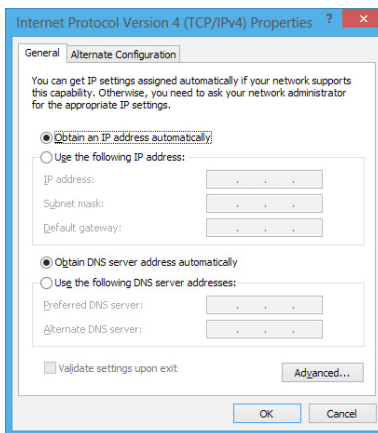 Internet Protocol Version 4 (TCP/IPv4) Properties
General
Alternate Configuration
You can get IP settings assigned automatically if your network supports
this capability. Otherwise, you need to ask your network administrator
for the appropriate IP settings.
Obtain an IP address automatically
Use the following IP address:
IP address:
Subnet mask:
Default gateway:
Obtain DNS server address automatically
Use the following DNS server addresses:
Preferred DNS server:
Alternate DNS server:
Validate settings upon exit
Advanced...
OK
Cancel